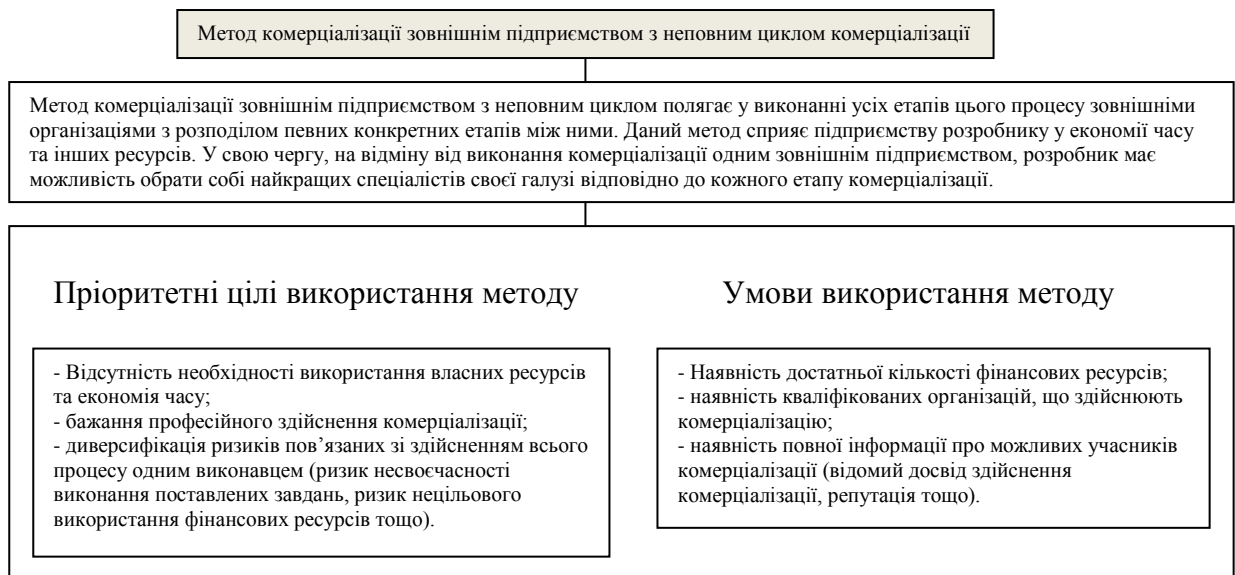 Метод комерціалізації зовнішнім підприємством з неповним циклом комерціалізації
Метод комерціалізації зовнішнім підприємством з неповним циклом полягає у виконанні усіх етапів цього процесу зовнішніми
організаціями з розподілом певних конкретних етапів між ними. Даний метод сприяє підприємству розробнику у економії часу
та інших ресурсів. У свою чергу, на відміну від виконання комерціалізації одним зовнішнім підприємством, розробник має
можливість обрати собі найкращих спеціалістів своєї галузі відповідно до кожного етапу комерціалізації.
Пріоритетні цілі використання методу
- Відсутність необхідності використання власних ресурсів
та економія часу;
- бажання професійного здійснення комерціалізації;
- диверсифікація ризиків пов’язаних зі здійсненням всього
процесу одним виконавцем (ризик несвоєчасності
виконання поставлених завдань, ризик нецільового
використання фінансових ресурсів тощо).
Умови використання методу
- Наявність достатньої кількості фінансових ресурсів;
- наявність кваліфікованих організацій, що здійснюють
комерціалізацію;
- наявність повної інформації про можливих учасників
комерціалізації (відомий досвід здійснення
комерціалізації, репутація тощо).